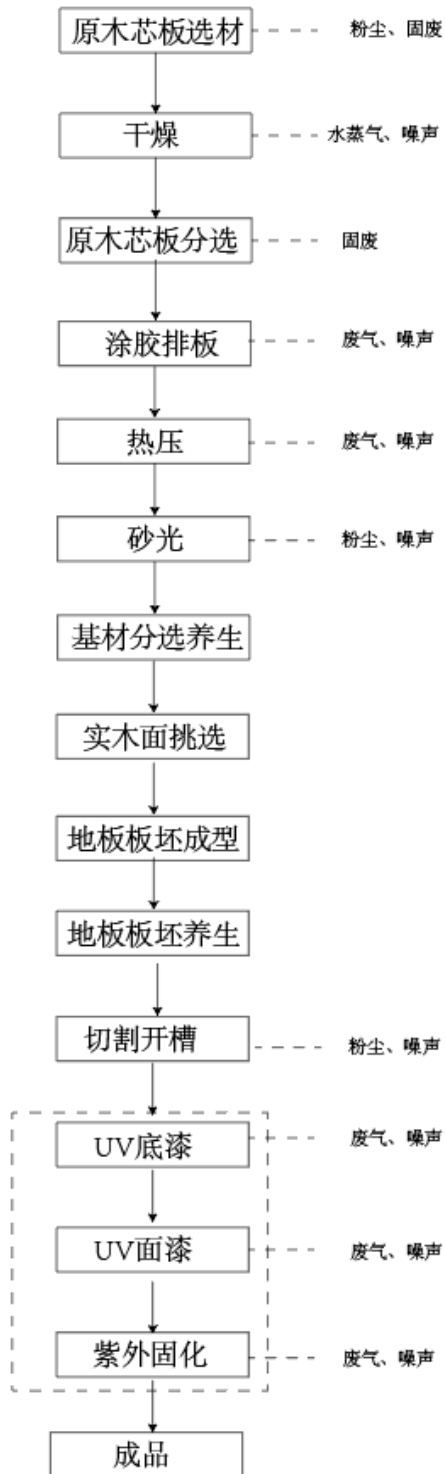 原木芯板选材 粉尘、固废
干燥 水蒸气、噪声
原木芯板分选 固废
涂胶排板 废气、噪声
热压 废气、噪声
砂光 粉尘、噪声
基材分选养生
实木面挑选
地板板坯成型
地板板坯养生
切割开槽 粉尘、噪声
UV底漆 废气、噪声
UV面漆 废气、噪声
紫外固化 废气、噪声
成品